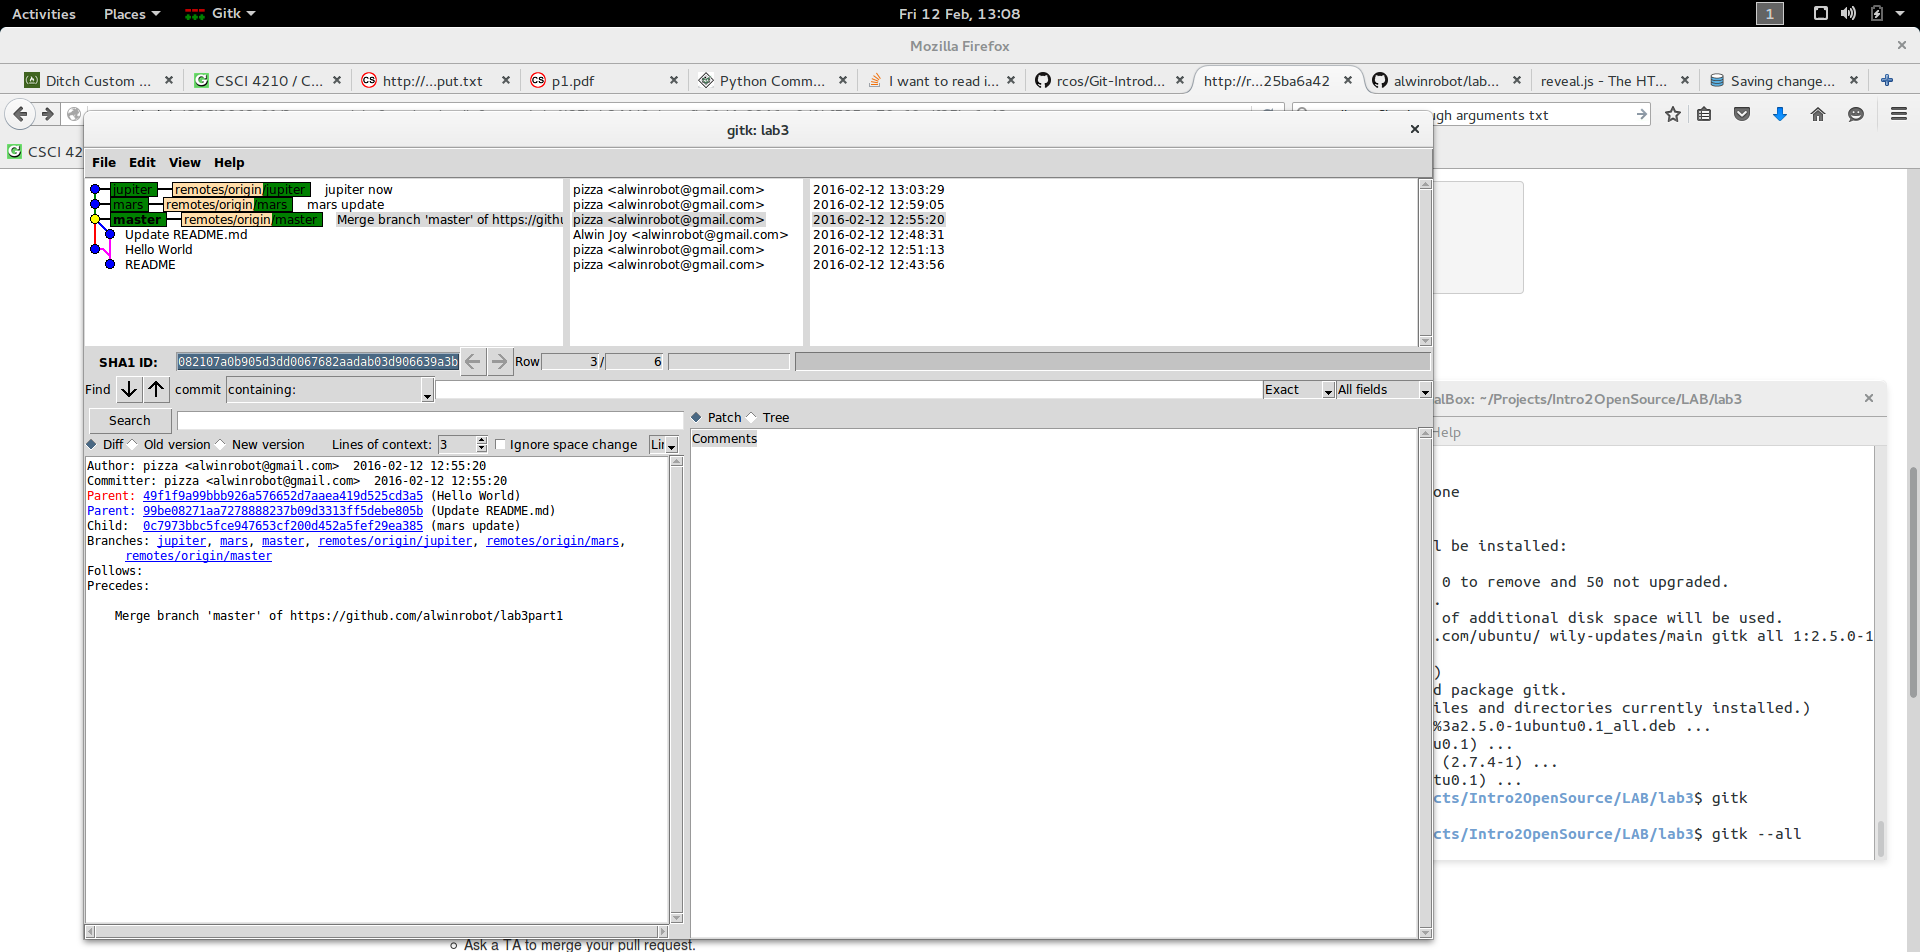 Activities Places Gitk Fri 12 Feb, 13:08 1
Mozilla Firefox
Ditch Custom ... CSCI 4210 / C... http://...put.txt p1.pdf Python Comm... I want to read i... rcos/Git-Introd... http://r...25ba6a42 alwinrobot/lab... reveal.js - The HT... Saving change...
gh arguments txt
CSCI 42
gitk: lab3
File Edit View Help
jupiter remotes/origin/jupiter jupiter now pizza <alwinrobot@gmail.com> 2016-02-12 13:03:29
mars remotes/origin/mars mars update pizza <alwinrobot@gmail.com> 2016-02-12 12:59:05
master remotes/origin/master Merge branch 'master' of https://githu pizza <alwinrobot@gmail.com> 2016-02-12 12:55:20
Update README.md Alwin Joy <alwinrobot@gmail.com> 2016-02-12 12:48:31
Hello World pizza <alwinrobot@gmail.com> 2016-02-12 12:51:13
README pizza <alwinrobot@gmail.com> 2016-02-12 12:43:56
SHA1 ID: 082107a0b905d3dd0067682aadab03d906639a3b Row 3 / 6
Find commit containing: Exact All fields
Search
Patch Tree
Diff Old version New version Lines of context: 3 Ignore space change Lin
Comments
Author: pizza <alwinrobot@gmail.com> 2016-02-12 12:55:20
Committer: pizza <alwinrobot@gmail.com> 2016-02-12 12:55:20
Parent: 49f1f9a99bbb926a576652d7aaea419d525cd3a5 (Hello World)
Parent: 99be08271aa7278888237b09d3313ff5debe805b (Update README.md)
Child: 0c7973bbc5fce947653cf200d452a5fef29ea385 (mars update)
Branches: jupiter, mars, master, remotes/origin/jupiter, remotes/origin/mars,
remotes/origin/master
Follows:
Precedes:
Merge branch 'master' of https://github.com/alwinrobot/lab3part1
alBox: ~/Projects/Intro2OpenSource/LAB/lab3
Help
one
l be installed:
0 to remove and 50 not upgraded.
.
of additional disk space will be used.
.com/ubuntu/ wily-updates/main gitk all 1:2.5.0-1
)
d package gitk.
iles and directories currently installed.)
%3a2.5.0-1ubuntu0.1_all.deb ...
u0.1) ...
(2.7.4-1) ...
tu0.1) ...
cts/Intro2OpenSource/LAB/lab3$ gitk
cts/Intro2OpenSource/LAB/lab3$ gitk --all
Ask a TA to merge your pull request.